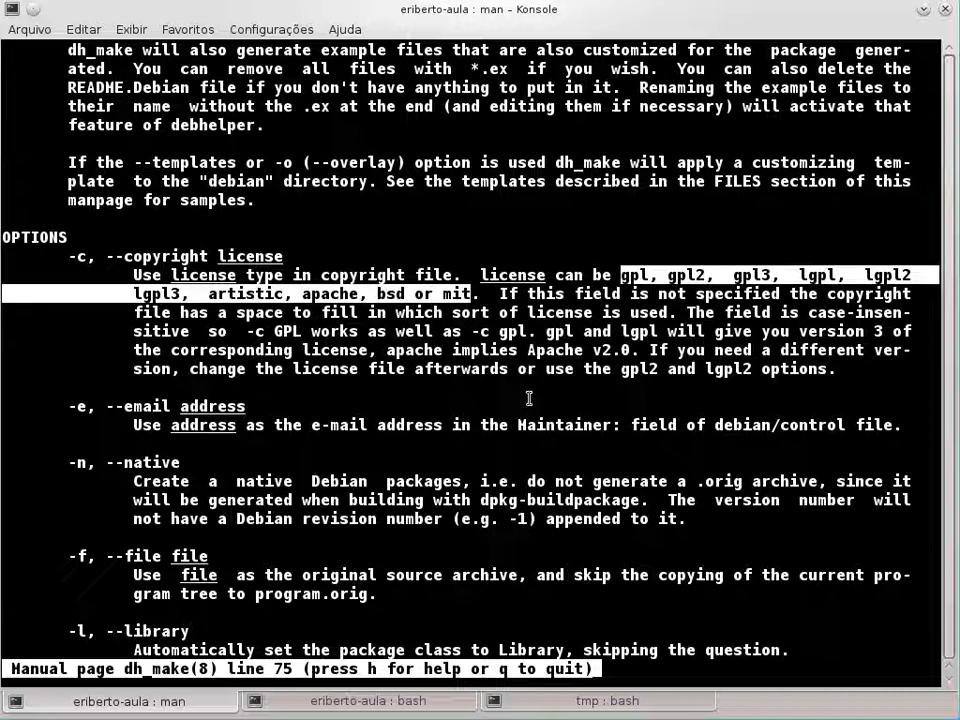 eriberto-aula : man – Konsole
Arquivo Editar Exibir Favoritos Configurações Ajuda
dh_make will also generate example files that are also customized for the package gener-
ated. You can remove all files with *.ex if you wish. You can also delete the
README.Debian file if you don't have anything to put in it. Renaming the example files to
their name without the .ex at the end (and editing them if necessary) will activate that
feature of debhelper.
If the --templates or -o (--overlay) option is used dh_make will apply a customizing tem-
plate to the "debian" directory. See the templates described in the FILES section of this
manpage for samples.
OPTIONS
-c, --copyright license
Use license type in copyright file. license can be gpl, gpl2, gpl3, lgpl, lgpl2
lgpl3, artistic, apache, bsd or mit. If this field is not specified the copyright
file has a space to fill in which sort of license is used. The field is case-insen-
sitive so -c GPL works as well as -c gpl. gpl and lgpl will give you version 3 of
the corresponding license, apache implies Apache v2.0. If you need a different ver-
sion, change the license file afterwards or use the gpl2 and lgpl2 options.
-e, --email address
Use address as the e-mail address in the Maintainer: field of debian/control file.
-n, --native
Create a native Debian packages, i.e. do not generate a .orig archive, since it
will be generated when building with dpkg-buildpackage. The version number will
not have a Debian revision number (e.g. -1) appended to it.
-f, --file file
Use file as the original source archive, and skip the copying of the current pro-
gram tree to program.orig.
-l, --library
Automatically set the package class to Library, skipping the question.
Manual page dh_make(8) line 75 (press h for help or q to quit)
eriberto-aula : man eriberto-aula : bash tmp : bash